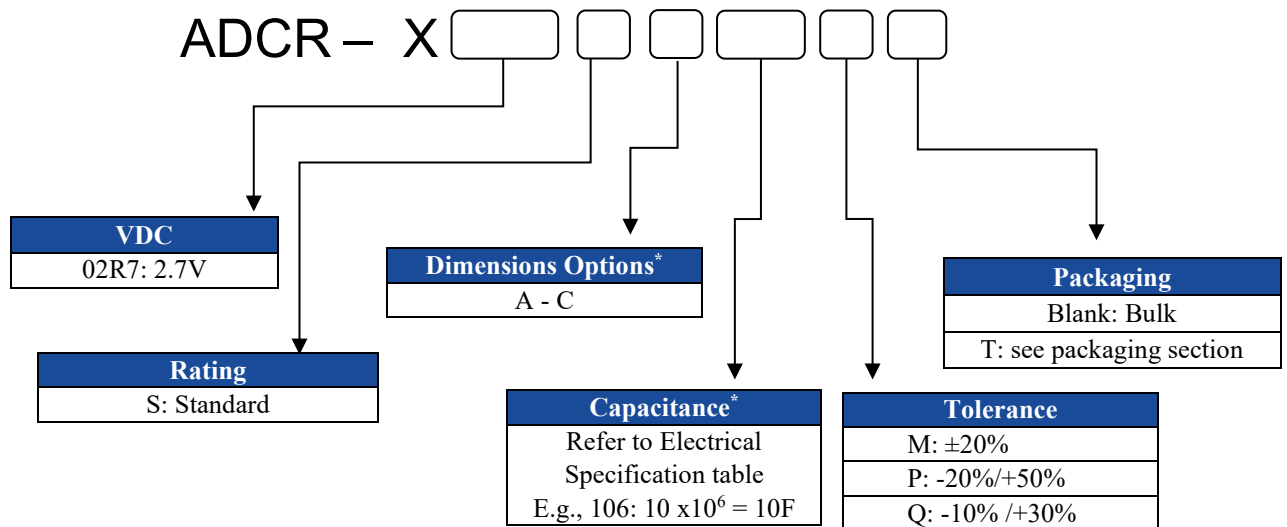 ADCR – X
VDC
02R7: 2.7V
Rating
S: Standard
Dimensions Options*
A - C
Capacitance*
Refer to Electrical
Specification table
E.g., 106: 10 x10⁶ = 10F
Tolerance
M: ±20%
P: -20%/+50%
Q: -10% /+30%
Packaging
Blank: Bulk
T: see packaging section